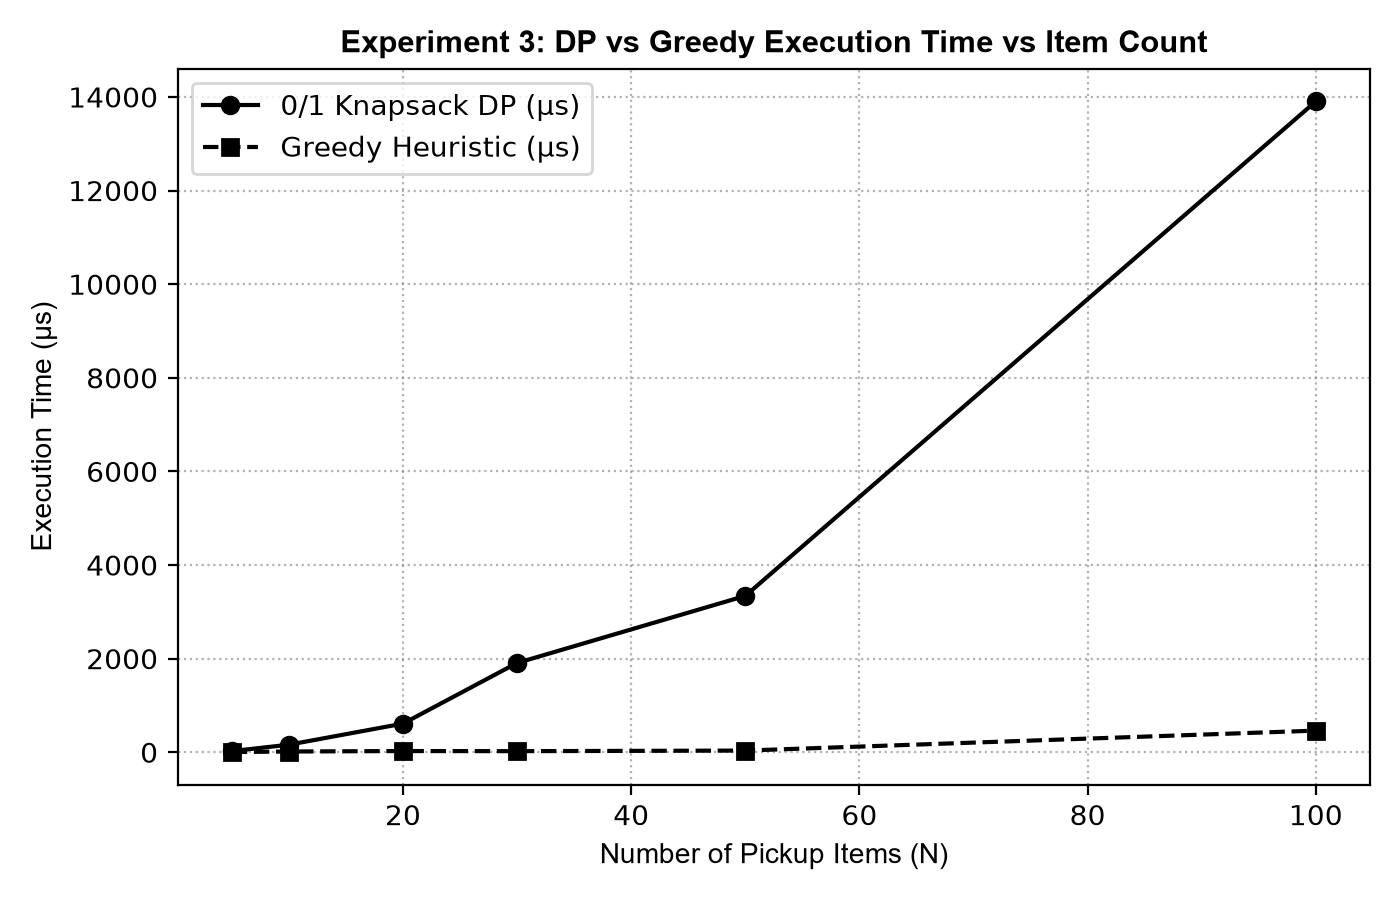 Experiment 3: DP vs Greedy Execution Time vs Item Count
0/1 Knapsack DP (µs)
Greedy Heuristic (µs)
14000
12000
10000
8000
6000
4000
2000
0
Execution Time (µs)
20 40 60 80 100
Number of Pickup Items (N)